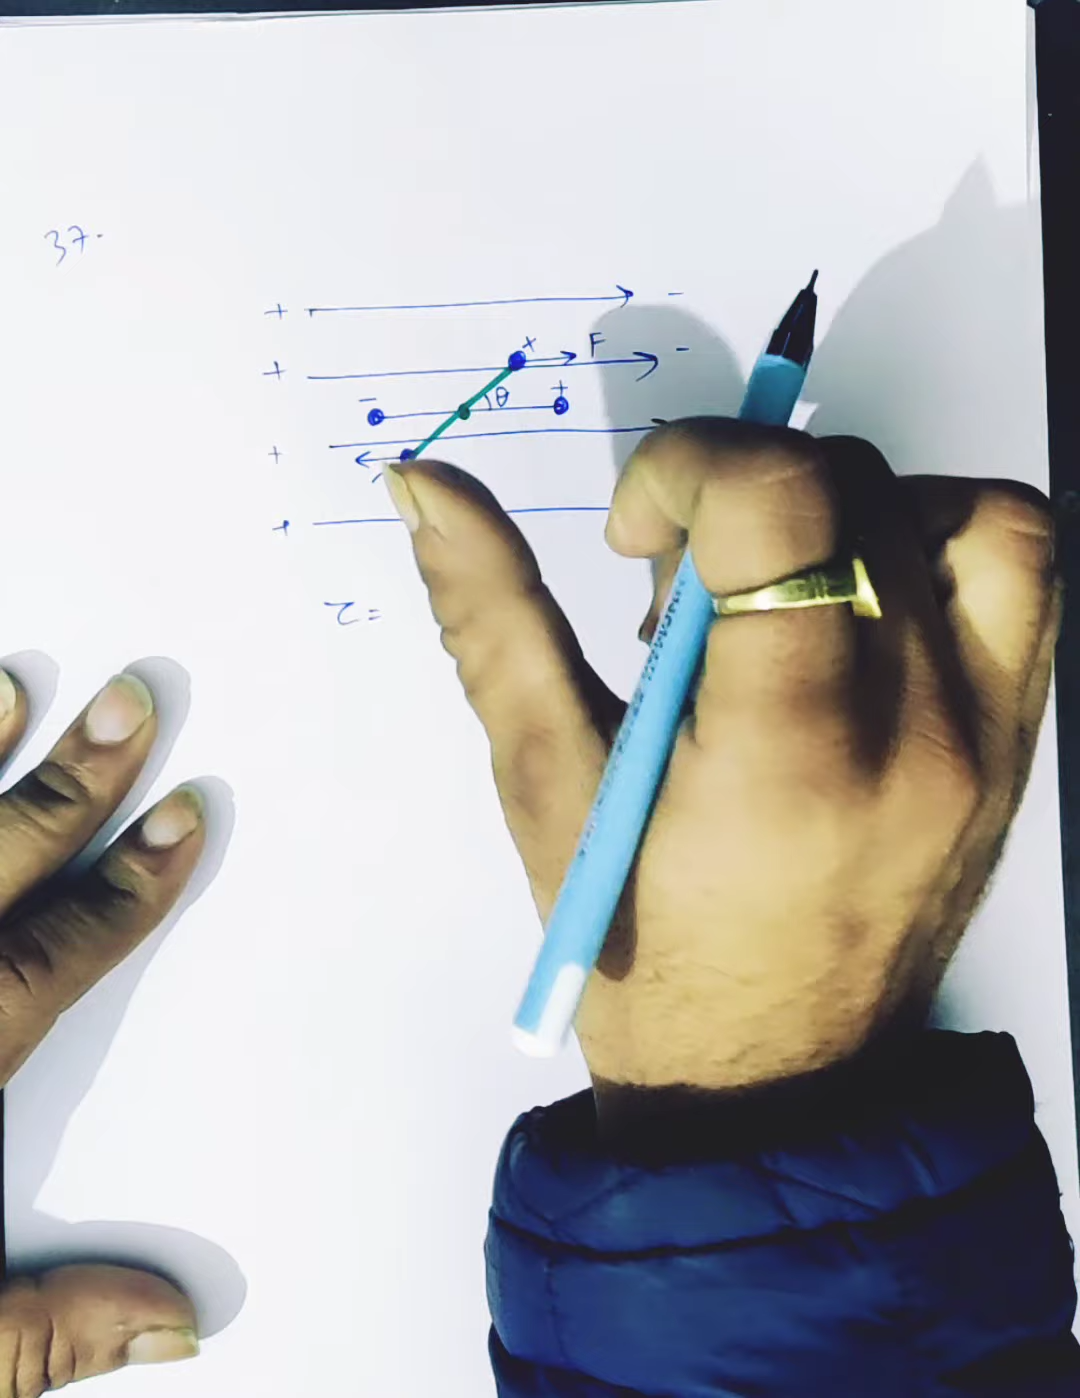 37.
+ -
+ + F -
- θ +
+
+
τ =